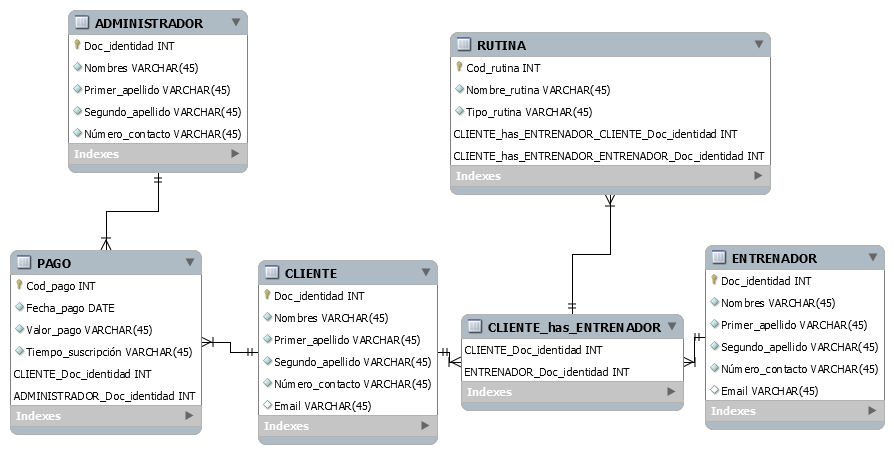 ADMINISTRADOR
Doc_identidad INT
Nombres VARCHAR(45)
Primer_apellido VARCHAR(45)
Segundo_apellido VARCHAR(45)
Número_contacto VARCHAR(45)
Indexes
RUTINA
Cod_rutina INT
Nombre_rutina VARCHAR(45)
Tipo_rutina VARCHAR(45)
CLIENTE_has_ENTRENADOR_CLIENTE_Doc_identidad INT
CLIENTE_has_ENTRENADOR_ENTRENADOR_Doc_identidad INT
Indexes
PAGO
Cod_pago INT
Fecha_pago DATE
Valor_pago VARCHAR(45)
Tiempo_suscripción VARCHAR(45)
CLIENTE_Doc_identidad INT
ADMINISTRADOR_Doc_identidad INT
Indexes
CLIENTE
Doc_identidad INT
Nombres VARCHAR(45)
Primer_apellido VARCHAR(45)
Segundo_apellido VARCHAR(45)
Número_contacto VARCHAR(45)
Email VARCHAR(45)
Indexes
CLIENTE_has_ENTRENADOR
CLIENTE_Doc_identidad INT
ENTRENADOR_Doc_identidad INT
Indexes
ENTRENADOR
Doc_identidad INT
Nombres VARCHAR(45)
Primer_apellido VARCHAR(45)
Segundo_apellido VARCHAR(45)
Número_contacto VARCHAR(45)
Email VARCHAR(45)
Indexes